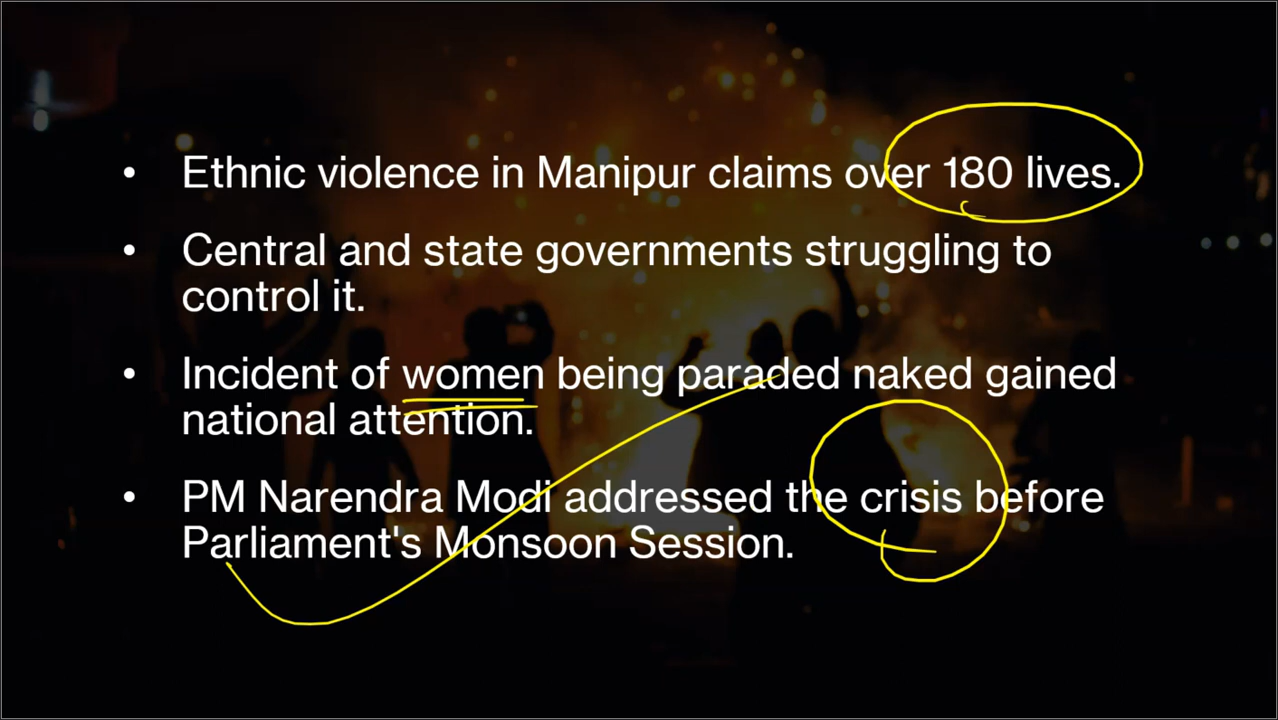 • Ethnic violence in Manipur claims over 180 lives.
• Central and state governments struggling to
control it.
• Incident of women being paraded naked gained
national attention.
• PM Narendra Modi addressed the crisis before
Parliament's Monsoon Session.